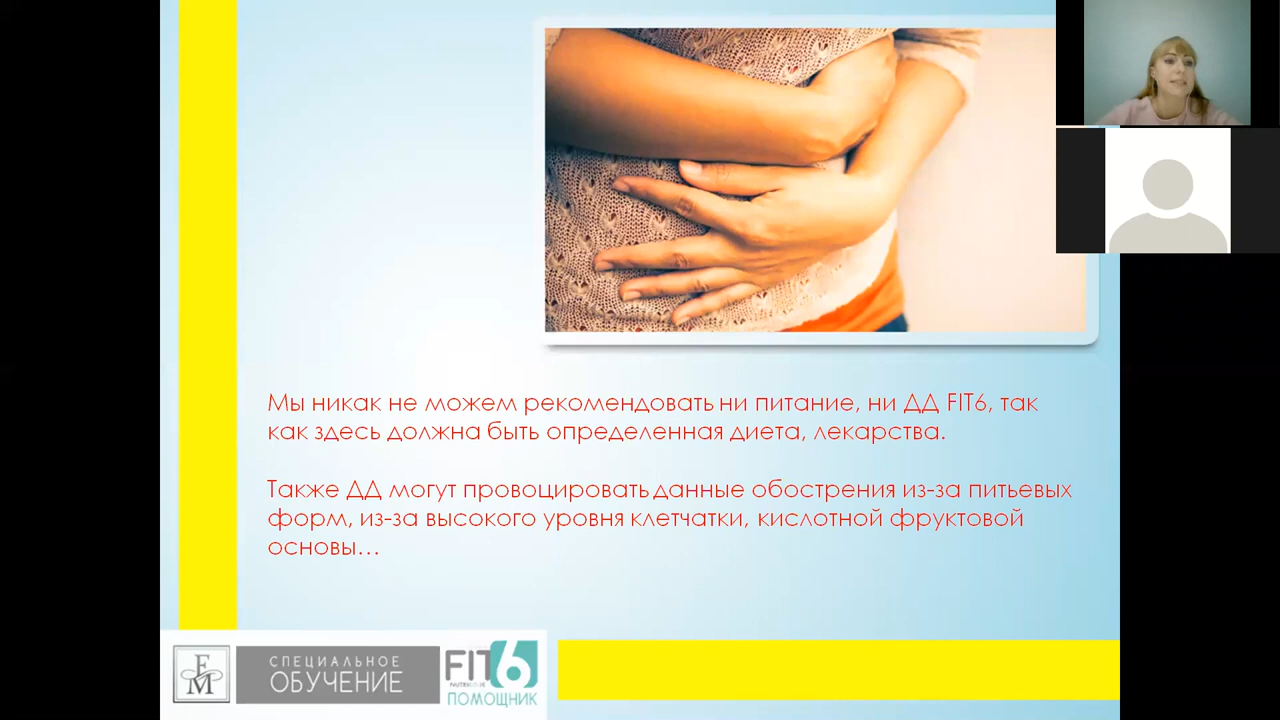 Мы никак не можем рекомендовать ни питание, ни ДД FIT6, так
как здесь должна быть определенная диета, лекарства.
Также ДД могут провоцировать данные обострения из-за питьевых
форм, из-за высокого уровня клетчатки, кислотной фруктовой
основы…
FM
СПЕЦИАЛЬНОЕ
ОБУЧЕНИЕ
FIT6
ПОМОЩНИК